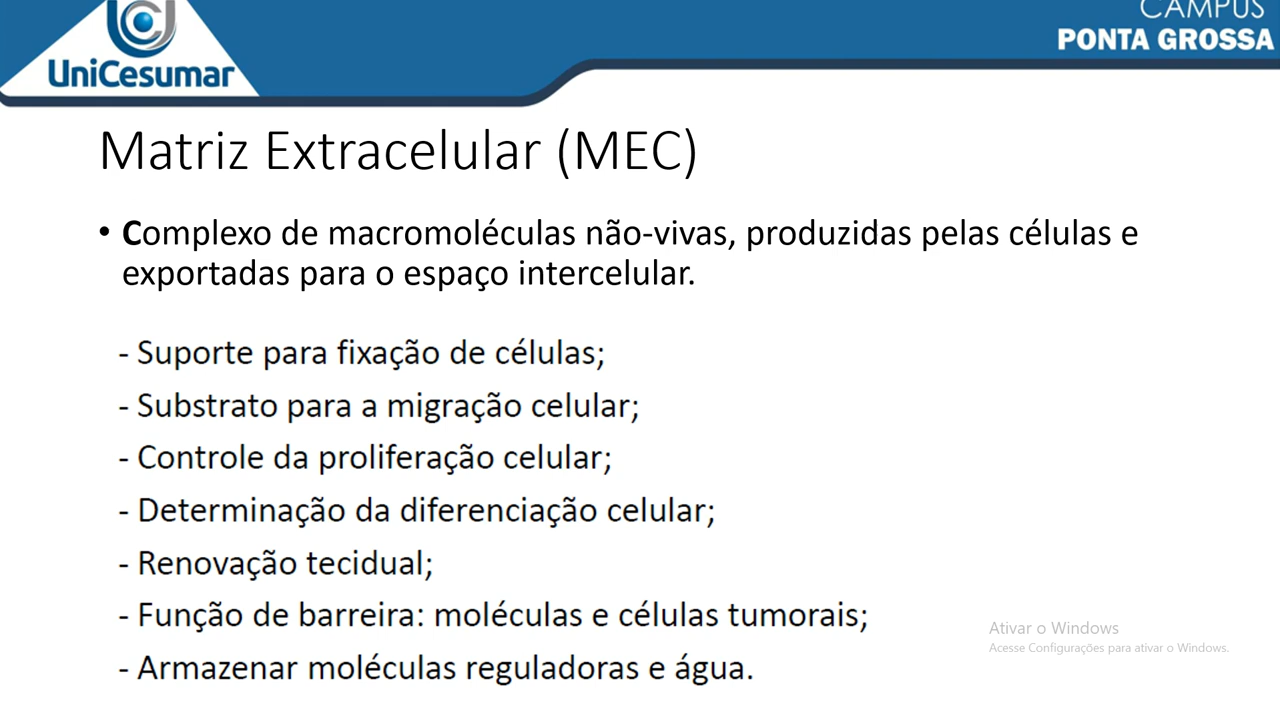 UniCesumar
CAMPUS
PONTA GROSSA
Matriz Extracelular (MEC)
• Complexo de macromoléculas não-vivas, produzidas pelas células e
exportadas para o espaço intercelular.
- Suporte para fixação de células;
- Substrato para a migração celular;
- Controle da proliferação celular;
- Determinação da diferenciação celular;
- Renovação tecidual;
- Função de barreira: moléculas e células tumorais;
- Armazenar moléculas reguladoras e água.
Ativar o Windows
Acesse Configurações para ativar o Windows.